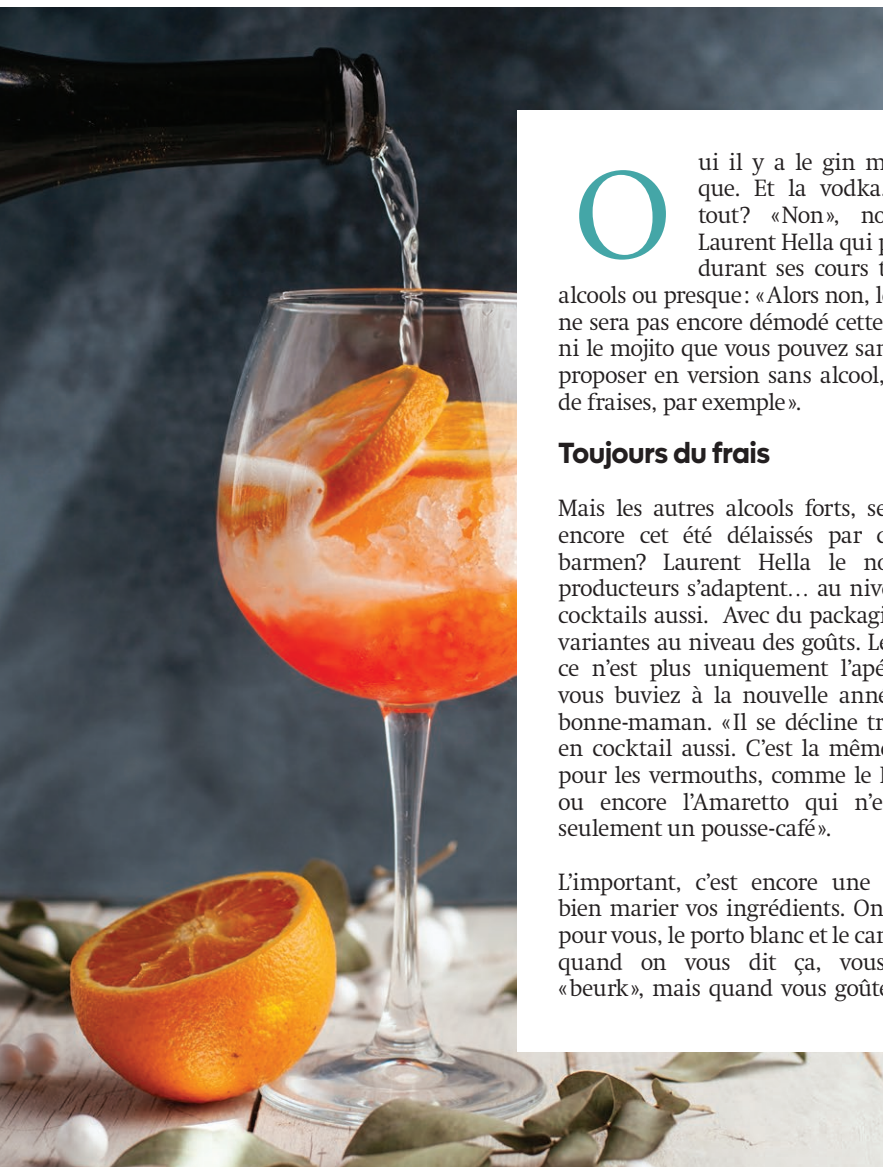 Oui il y a le gin m
que. Et la vodka.
tout? «Non», no
Laurent Hella qui p
durant ses cours t
alcools ou presque: «Alors non, le
ne sera pas encore démodé cette
ni le mojito que vous pouvez san
proposer en version sans alcool,
de fraises, par exemple».
Toujours du frais
Mais les autres alcools forts, se
encore cet été délaissés par c
barmen? Laurent Hella le no
producteurs s’adaptent… au nive
cocktails aussi. Avec du packagi
variantes au niveau des goûts. Le
ce n’est plus uniquement l’apé
vous buviez à la nouvelle anne
bonne-maman. «Il se décline tr
en cocktail aussi. C’est la même
pour les vermouths, comme le
ou encore l’Amaretto qui n’e
seulement un pousse-café».
L’important, c’est encore une
bien marier vos ingrédients. On
pour vous, le porto blanc et le car
quand on vous dit ça, vous
«beurk», mais quand vous goûte